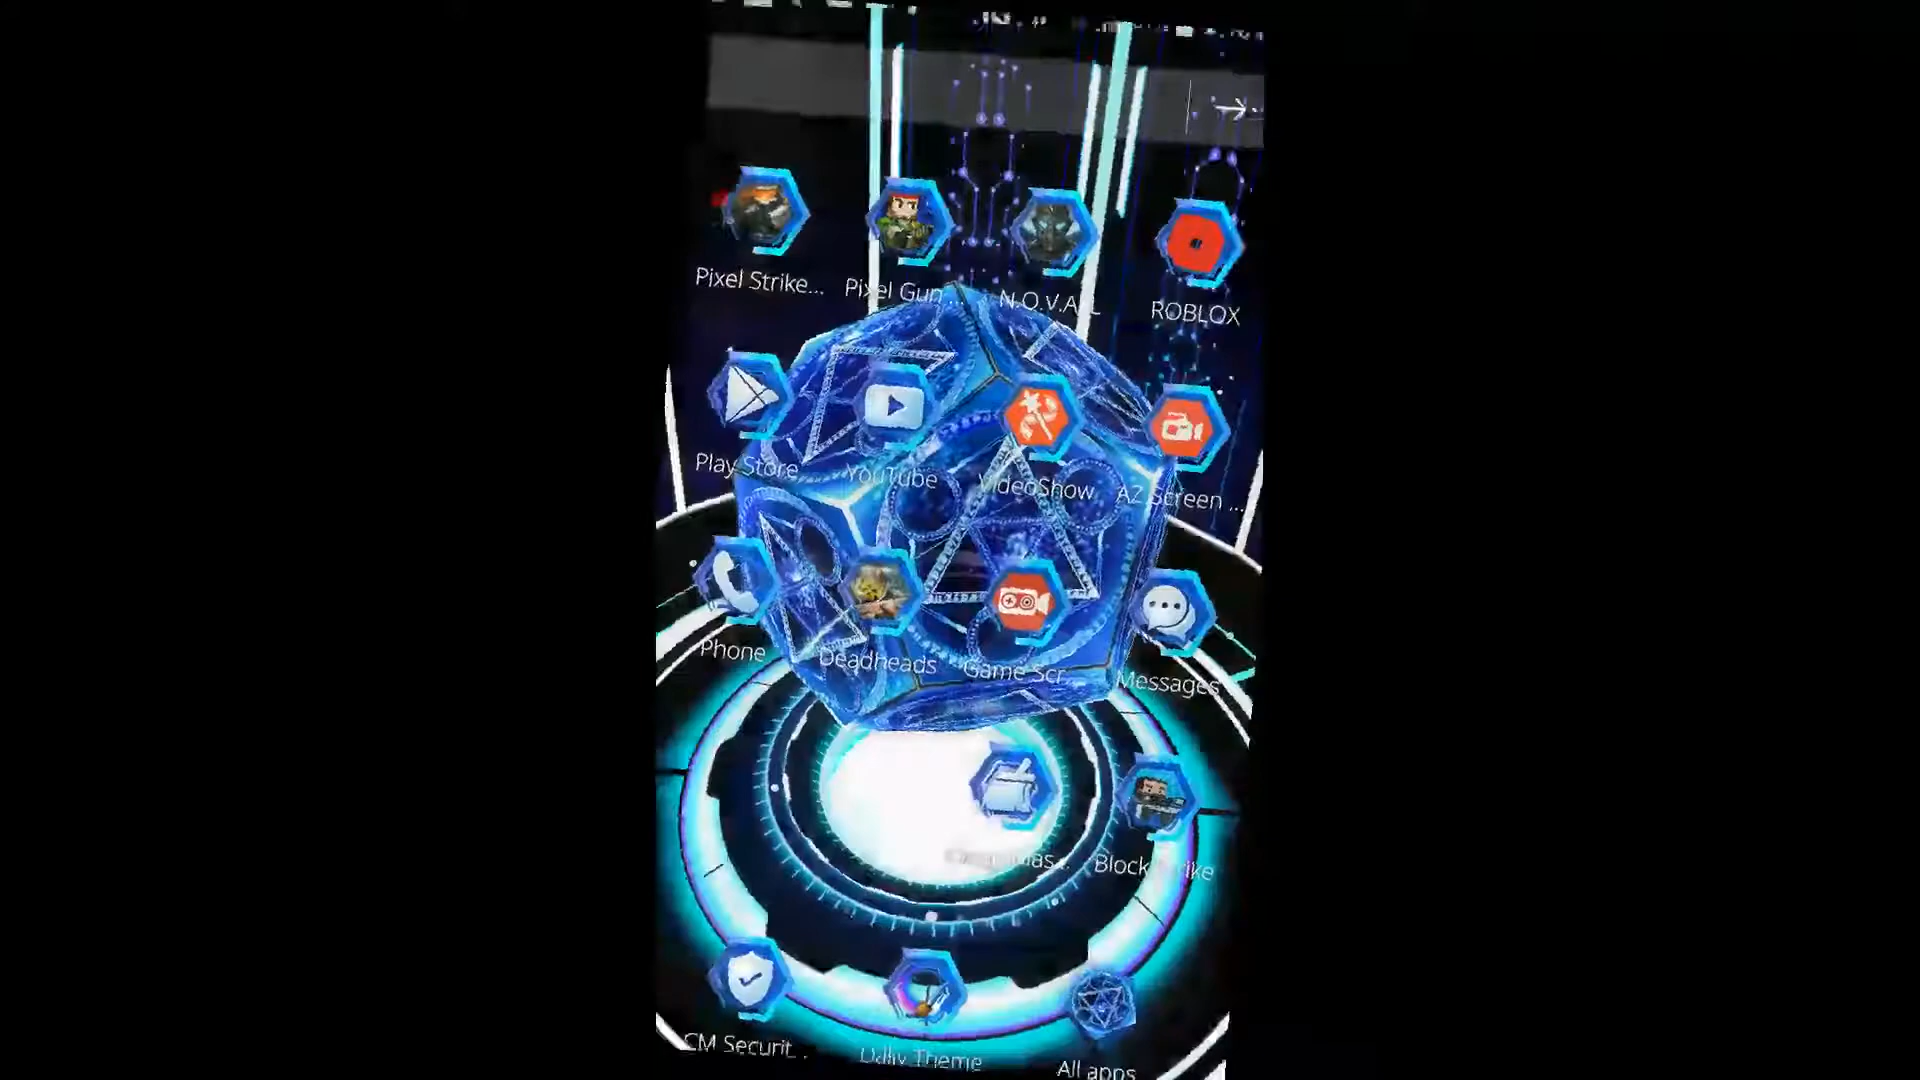 Pixel Strike... Pixel Gun ... N.O.V.A. L ROBLOX
Play Store YouTube VideoShow AZ Screen ...
Phone Deadheads Game Scr... Messages
Block Strike
CM Securit... Daily Theme All apps